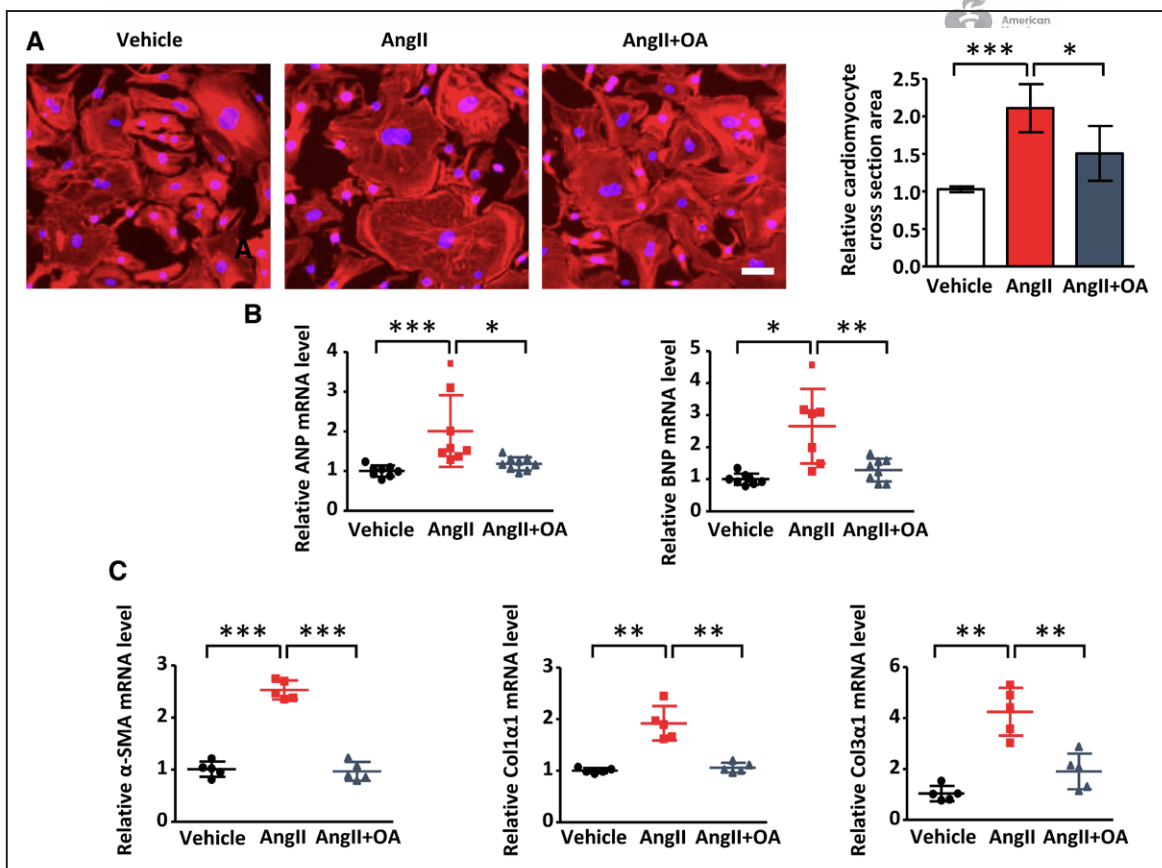 American
A
Vehicle
AngII
AngII+OA
A
Relative cardiomyocyte
cross section area
*** *
2.5
2.0
1.5
1.0
0.5
0.0
Vehicle AngII AngII+OA
B
Relative ANP mRNA level
*** *
4
3
2
1
0
Vehicle AngII AngII+OA
Relative BNP mRNA level
* **
5
4
3
2
1
0
Vehicle AngII AngII+OA
C
Relative α-SMA mRNA level
*** ***
3
2
1
0
Vehicle AngII AngII+OA
Relative Col1α1 mRNA level
** **
3
2
1
0
Vehicle AngII AngII+OA
Relative Col3α1 mRNA level
** **
6
4
2
0
Vehicle AngII AngII+OA